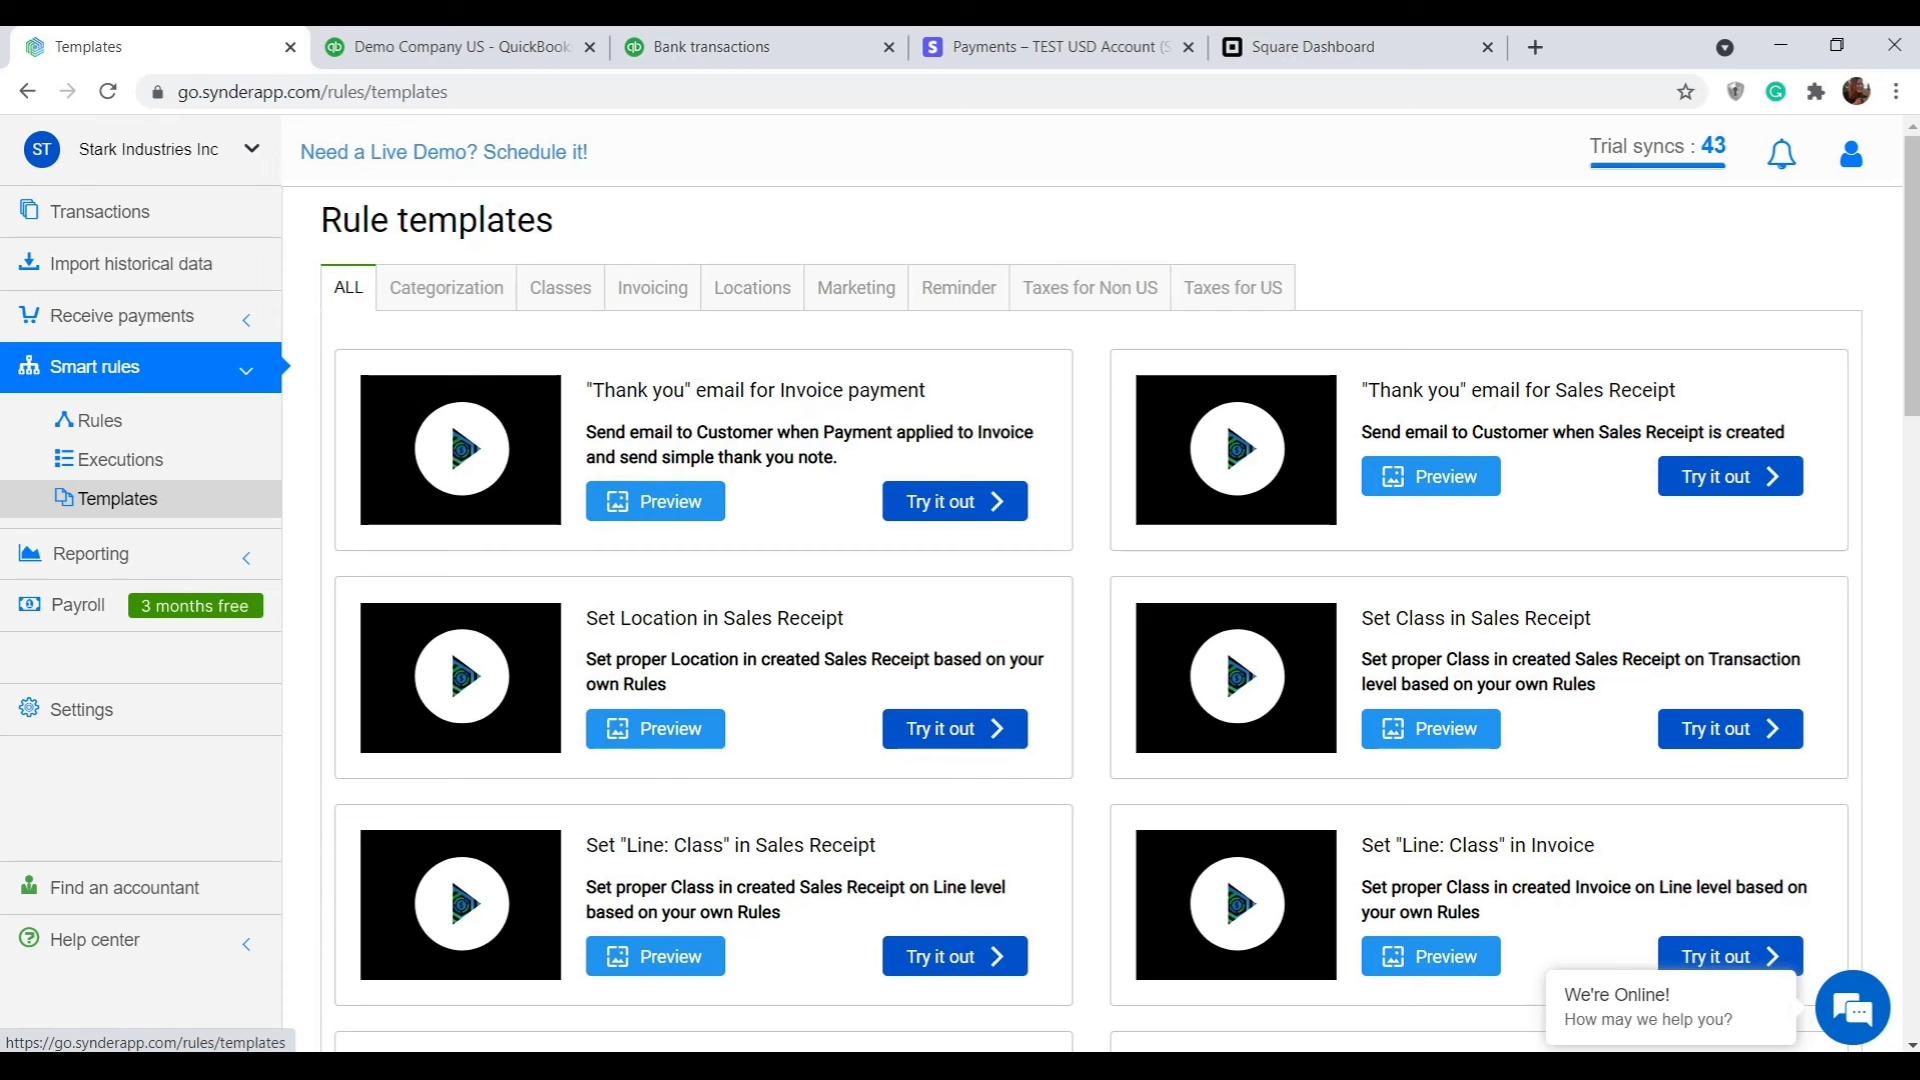 Templates
Demo Company US - QuickBook
Bank transactions
S
Payments – TEST USD Account (S
Square Dashboard
go.synderapp.com/rules/templates
ST
Stark Industries Inc
Need a Live Demo? Schedule it!
Trial syncs : 43
Transactions
Import historical data
Receive payments
Smart rules
Rules
Executions
Templates
Reporting
Payroll
3 months free
Settings
Find an accountant
Help center
https://go.synderapp.com/rules/templates
Rule templates
ALL
Categorization
Classes
Invoicing
Locations
Marketing
Reminder
Taxes for Non US
Taxes for US
"Thank you" email for Invoice payment
Send email to Customer when Payment applied to Invoice
and send simple thank you note.
Preview
Try it out
"Thank you" email for Sales Receipt
Send email to Customer when Sales Receipt is created
Preview
Try it out
Set Location in Sales Receipt
Set proper Location in created Sales Receipt based on your
own Rules
Preview
Try it out
Set Class in Sales Receipt
Set proper Class in created Sales Receipt on Transaction
level based on your own Rules
Preview
Try it out
Set "Line: Class" in Sales Receipt
Set proper Class in created Sales Receipt on Line level
based on your own Rules
Preview
Try it out
Set "Line: Class" in Invoice
Set proper Class in created Invoice on Line level based on
your own Rules
Preview
Try it out
We're Online!
How may we help you?